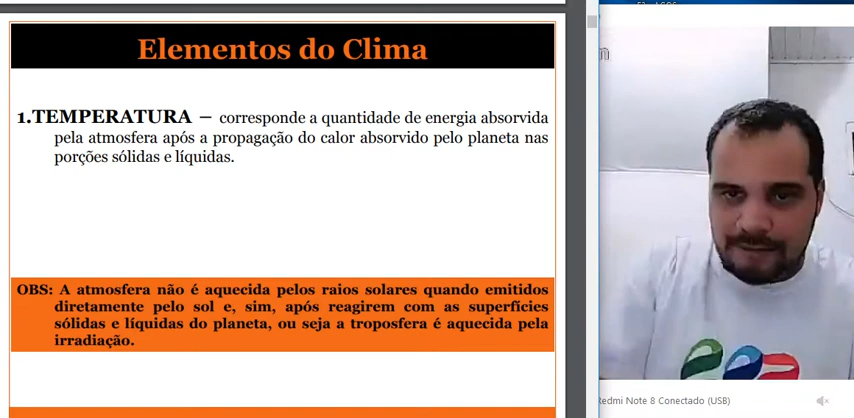 Elementos do Clima
1.TEMPERATURA – corresponde a quantidade de energia absorvida
pela atmosfera após a propagação do calor absorvido pelo planeta nas
porções sólidas e líquidas.
OBS: A atmosfera não é aquecida pelos raios solares quando emitidos
diretamente pelo sol e, sim, após reagirem com as superfícies
sólidas e líquidas do planeta, ou seja a troposfera é aquecida pela
irradiação.
Redmi Note 8 Conectado (USB)